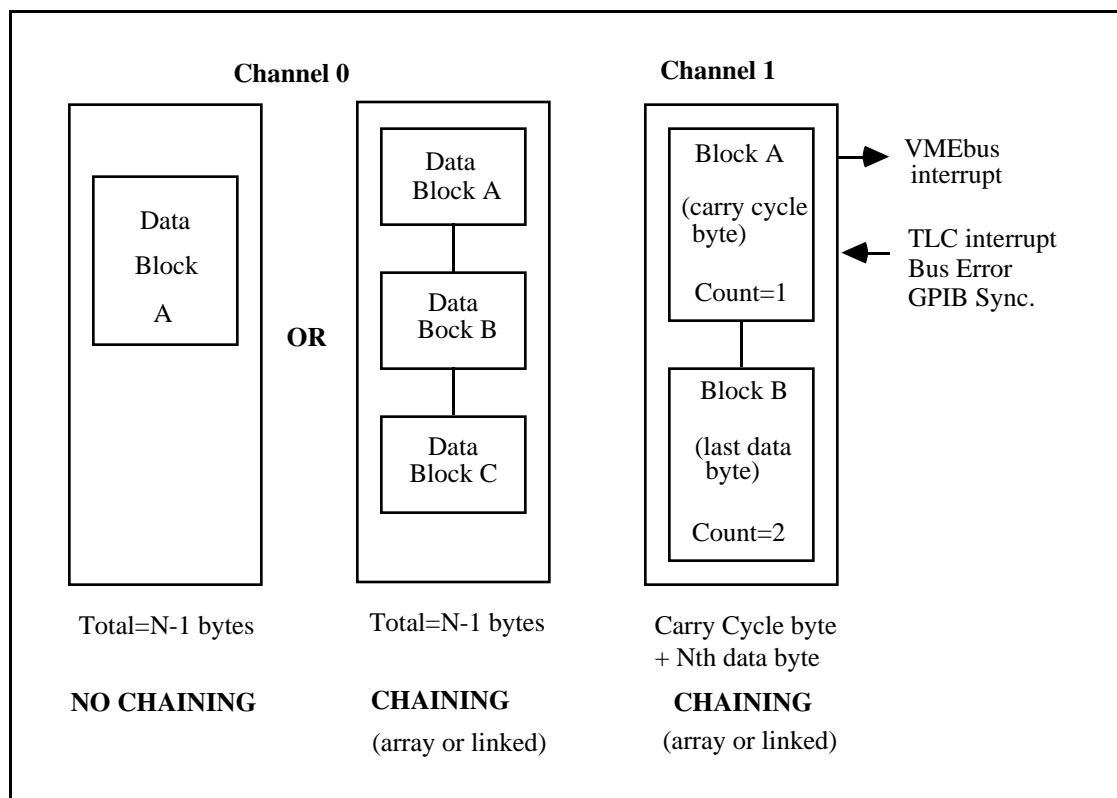 Channel 0
Channel 1
Data
Block
A
OR
Data
Block A
Data
Bock B
Data
Block C
Block A
(carry cycle
byte)
Count=1
Block B
(last data
byte)
Count=2
VMEbus
interrupt
TLC interrupt
Bus Error
GPIB Sync.
Total=N-1 bytes
NO CHAINING
Total=N-1 bytes
CHAINING
(array or linked)
Carry Cycle byte
+ Nth data byte
CHAINING
(array or linked)